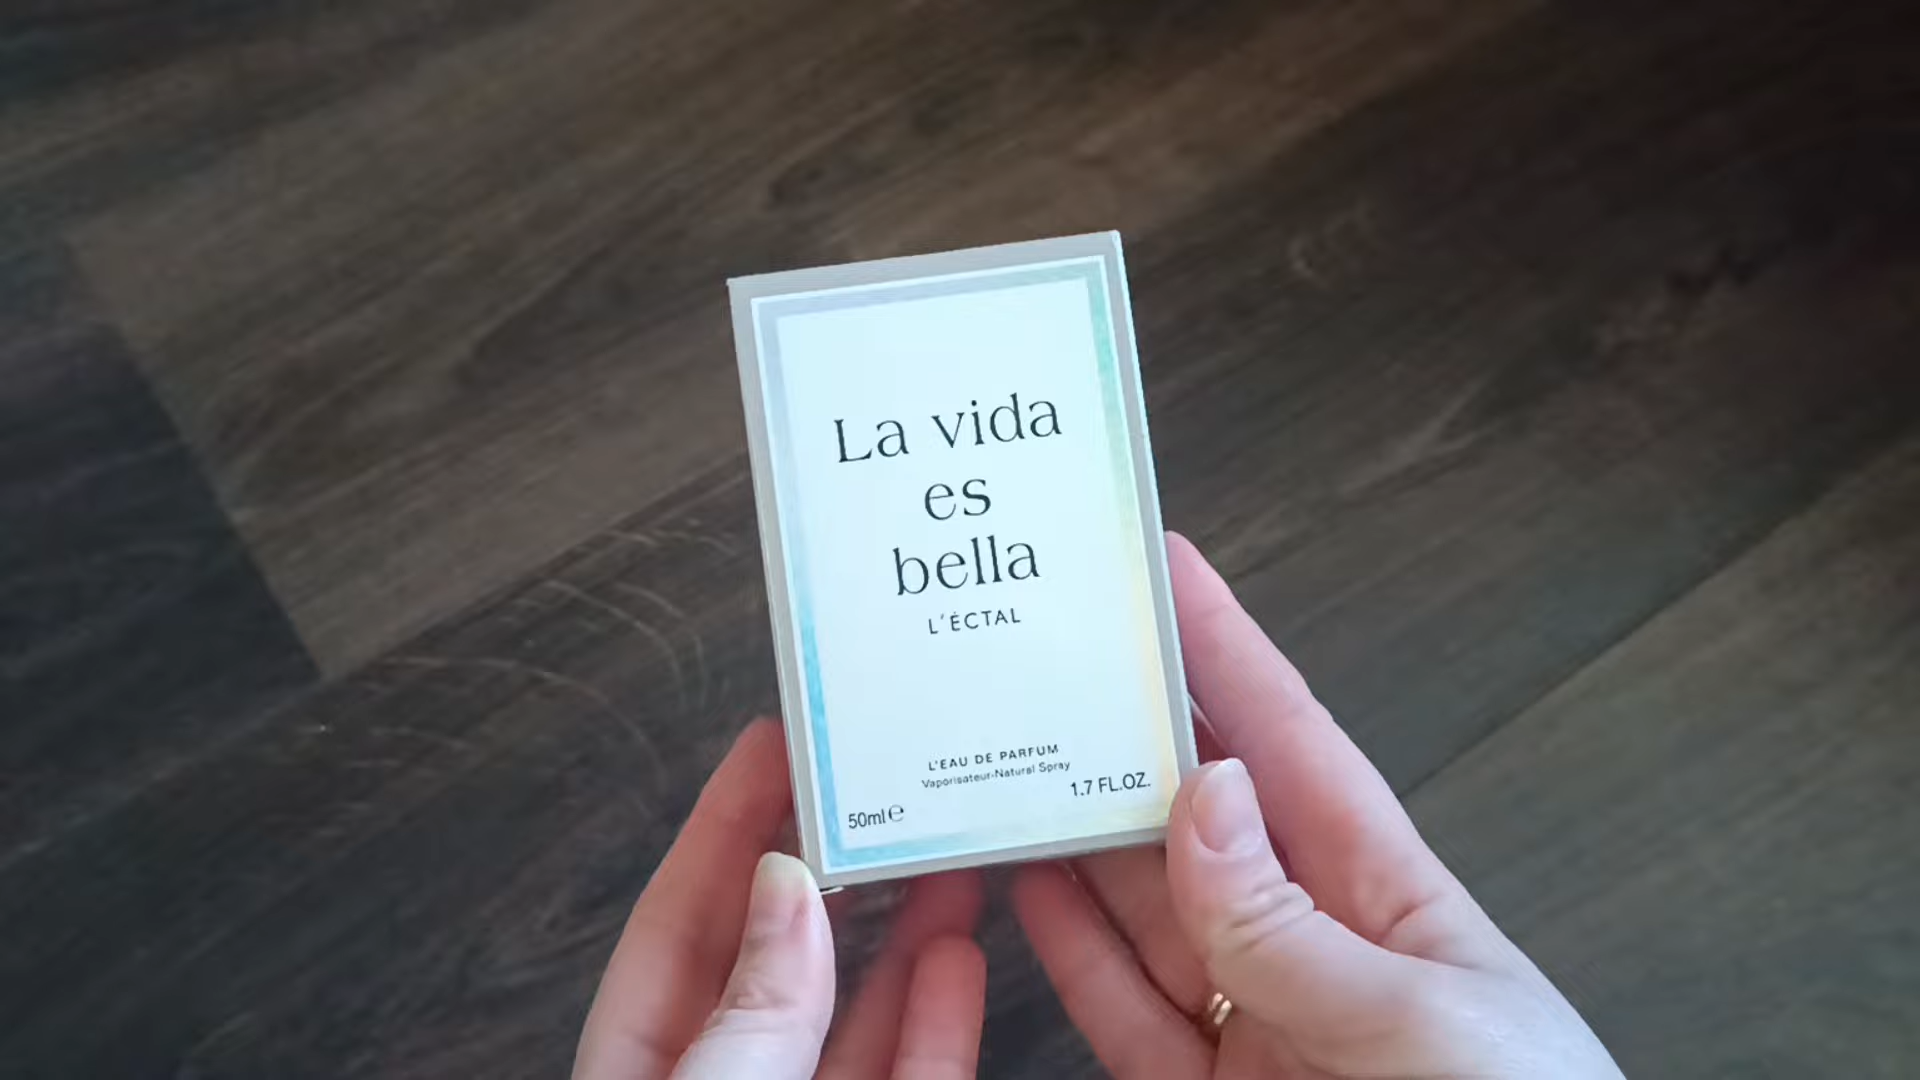 La vida
es
bella
L'ÉCTAL
L'EAU DE PARFUM
Vaporisateur-Natural Spray
50ml℮
1.7 FL.OZ.